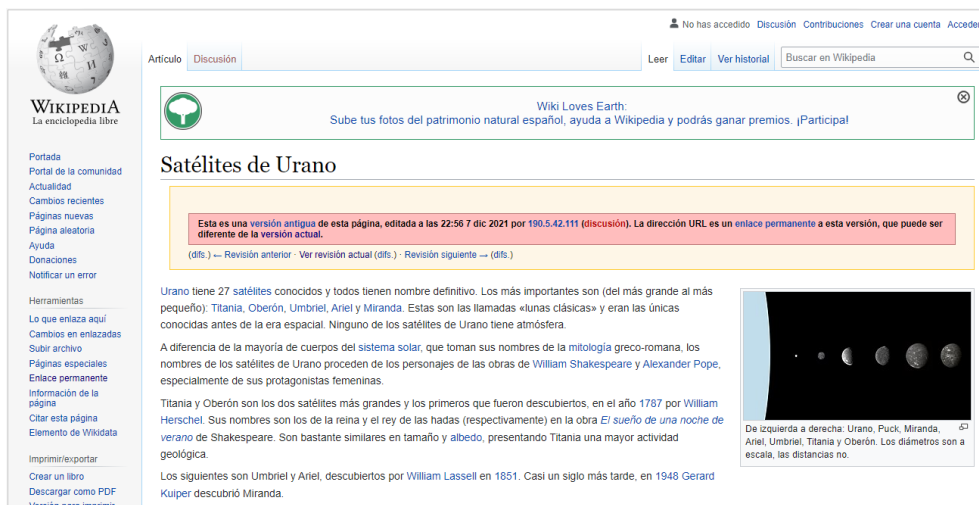 No has accedido Discusión Contribuciones Crear una cuenta Acceder
Artículo Discusión Leer Editar Ver historial Buscar en Wikipedia
WIKIPEDIA
La enciclopedia libre
Wiki Loves Earth:
Sube tus fotos del patrimonio natural español, ayuda a Wikipedia y podrás ganar premios. ¡Participa!
Portada
Portal de la comunidad
Actualidad
Cambios recientes
Páginas nuevas
Página aleatoria
Ayuda
Donaciones
Notificar un error
Herramientas
Lo que enlaza aquí
Cambios en enlazadas
Subir archivo
Páginas especiales
Enlace permanente
Información de la
página
Citar esta página
Elemento de Wikidata
Imprimir/exportar
Crear un libro
Descargar como PDF
Versión para imprimir
Satélites de Urano
Esta es una versión antigua de esta página, editada a las 22:56 7 dic 2021 por 190.5.42.111 (discusión). La dirección URL es un enlace permanente a esta versión, que puede ser
diferente de la versión actual.
(difs.) ← Revisión anterior · Ver revisión actual (difs.) · Revisión siguiente → (difs.)
Urano tiene 27 satélites conocidos y todos tienen nombre definitivo. Los más importantes son (del más grande al más
pequeño): Titania, Oberón, Umbriel, Ariel y Miranda. Estas son las llamadas «lunas clásicas» y eran las únicas
conocidas antes de la era espacial. Ninguno de los satélites de Urano tiene atmósfera.
A diferencia de la mayoría de cuerpos del sistema solar, que toman sus nombres de la mitología greco-romana, los
nombres de los satélites de Urano proceden de los personajes de las obras de William Shakespeare y Alexander Pope,
especialmente de sus protagonistas femeninas.
Titania y Oberón son los dos satélites más grandes y los primeros que fueron descubiertos, en el año 1787 por William
Herschel. Sus nombres son los de la reina y el rey de las hadas (respectivamente) en la obra El sueño de una noche de
verano de Shakespeare. Son bastante similares en tamaño y albedo, presentando Titania una mayor actividad
geológica.
Los siguientes son Umbriel y Ariel, descubiertos por William Lassell en 1851. Casi un siglo más tarde, en 1948 Gerard
Kuiper descubrió Miranda.
De izquierda a derecha: Urano, Puck, Miranda,
Ariel, Umbriel, Titania y Oberón. Los diámetros son a
escala, las distancias no.